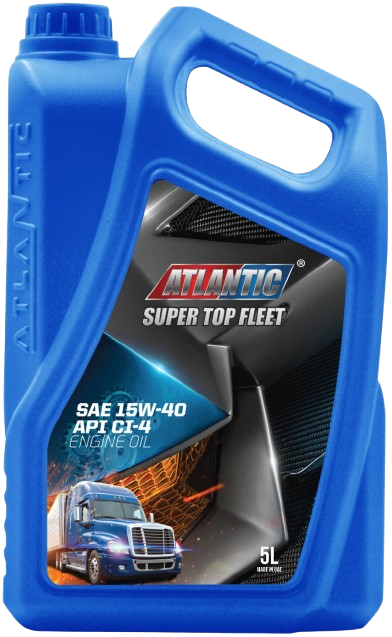 ATLANTIC
ATLANTIC®
SUPER TOP FLEET
SAE 15W-40
API CI-4
ENGINE OIL
5L
MADE IN UAE